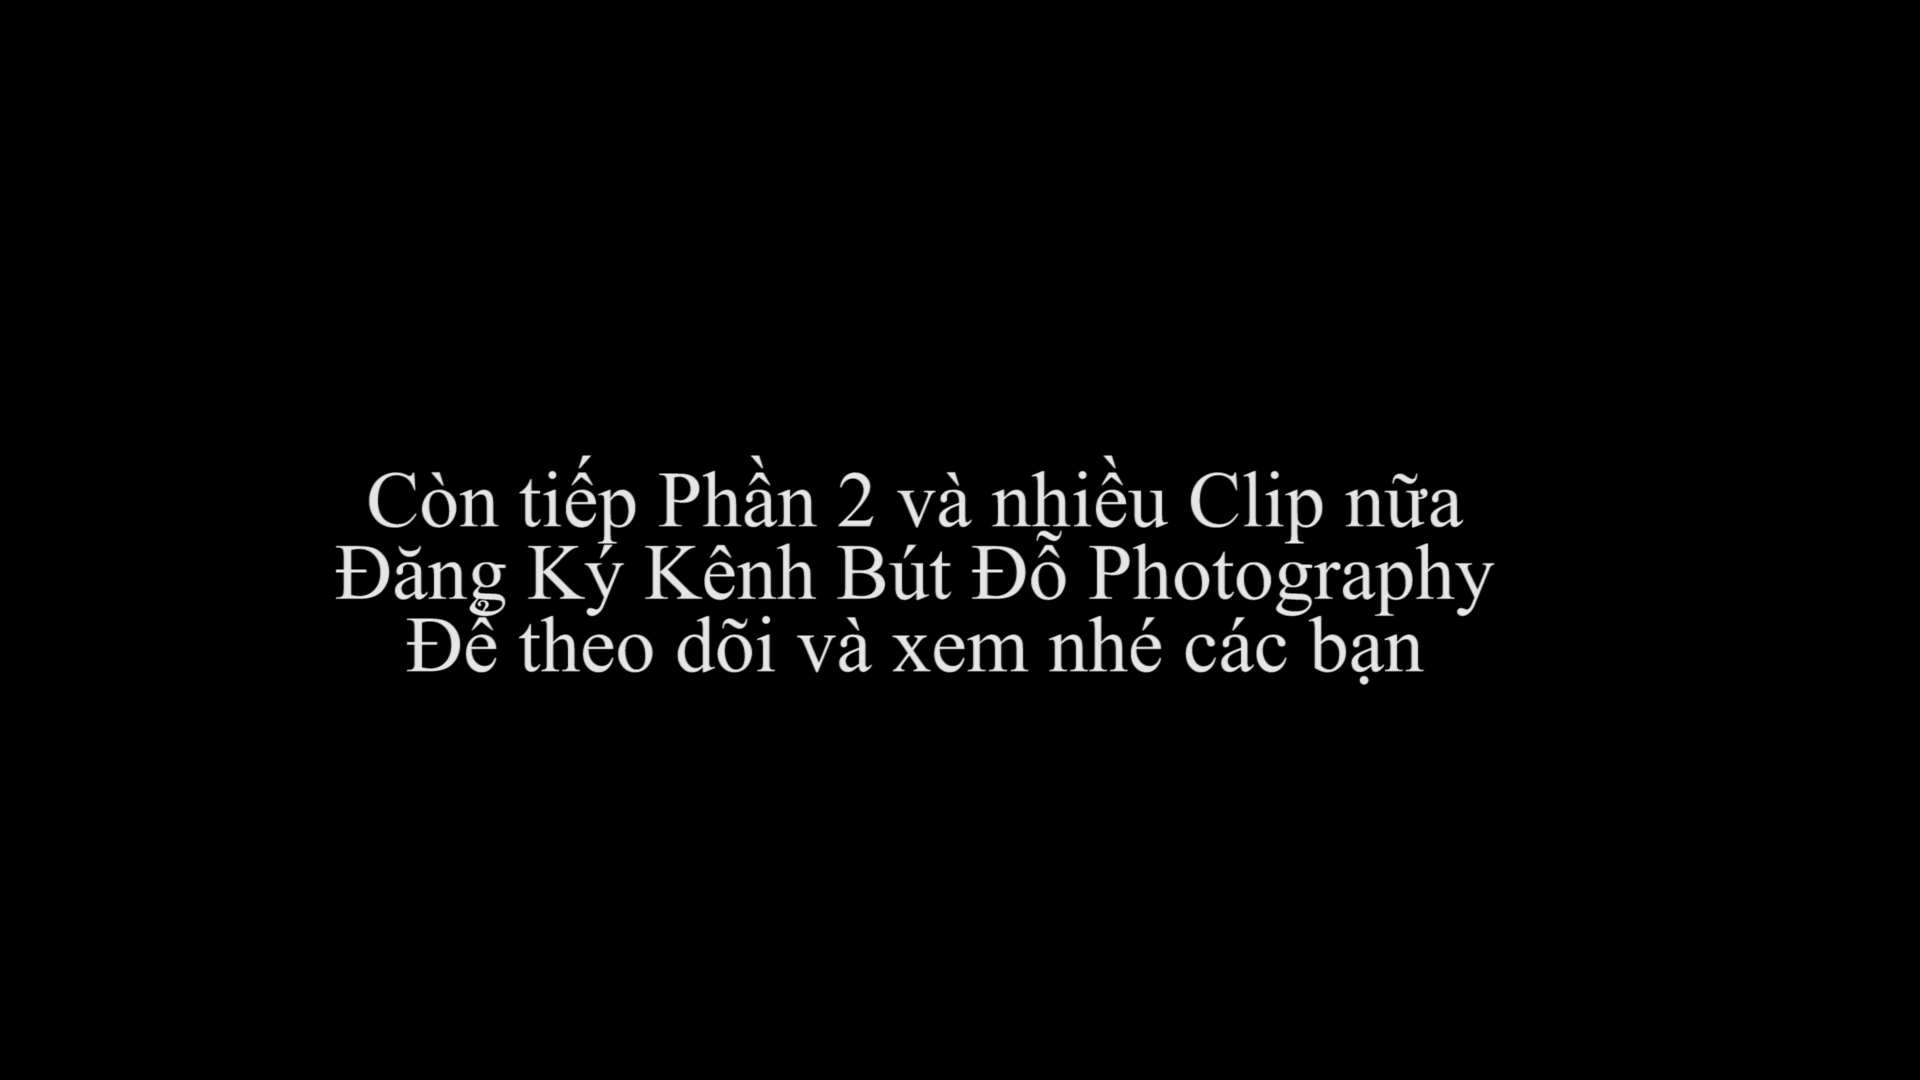 Còn tiếp Phần 2 và nhiều Clip nữa
Đăng Ký Kênh Bút Đỗ Photography
Để theo dõi và xem nhé các bạn